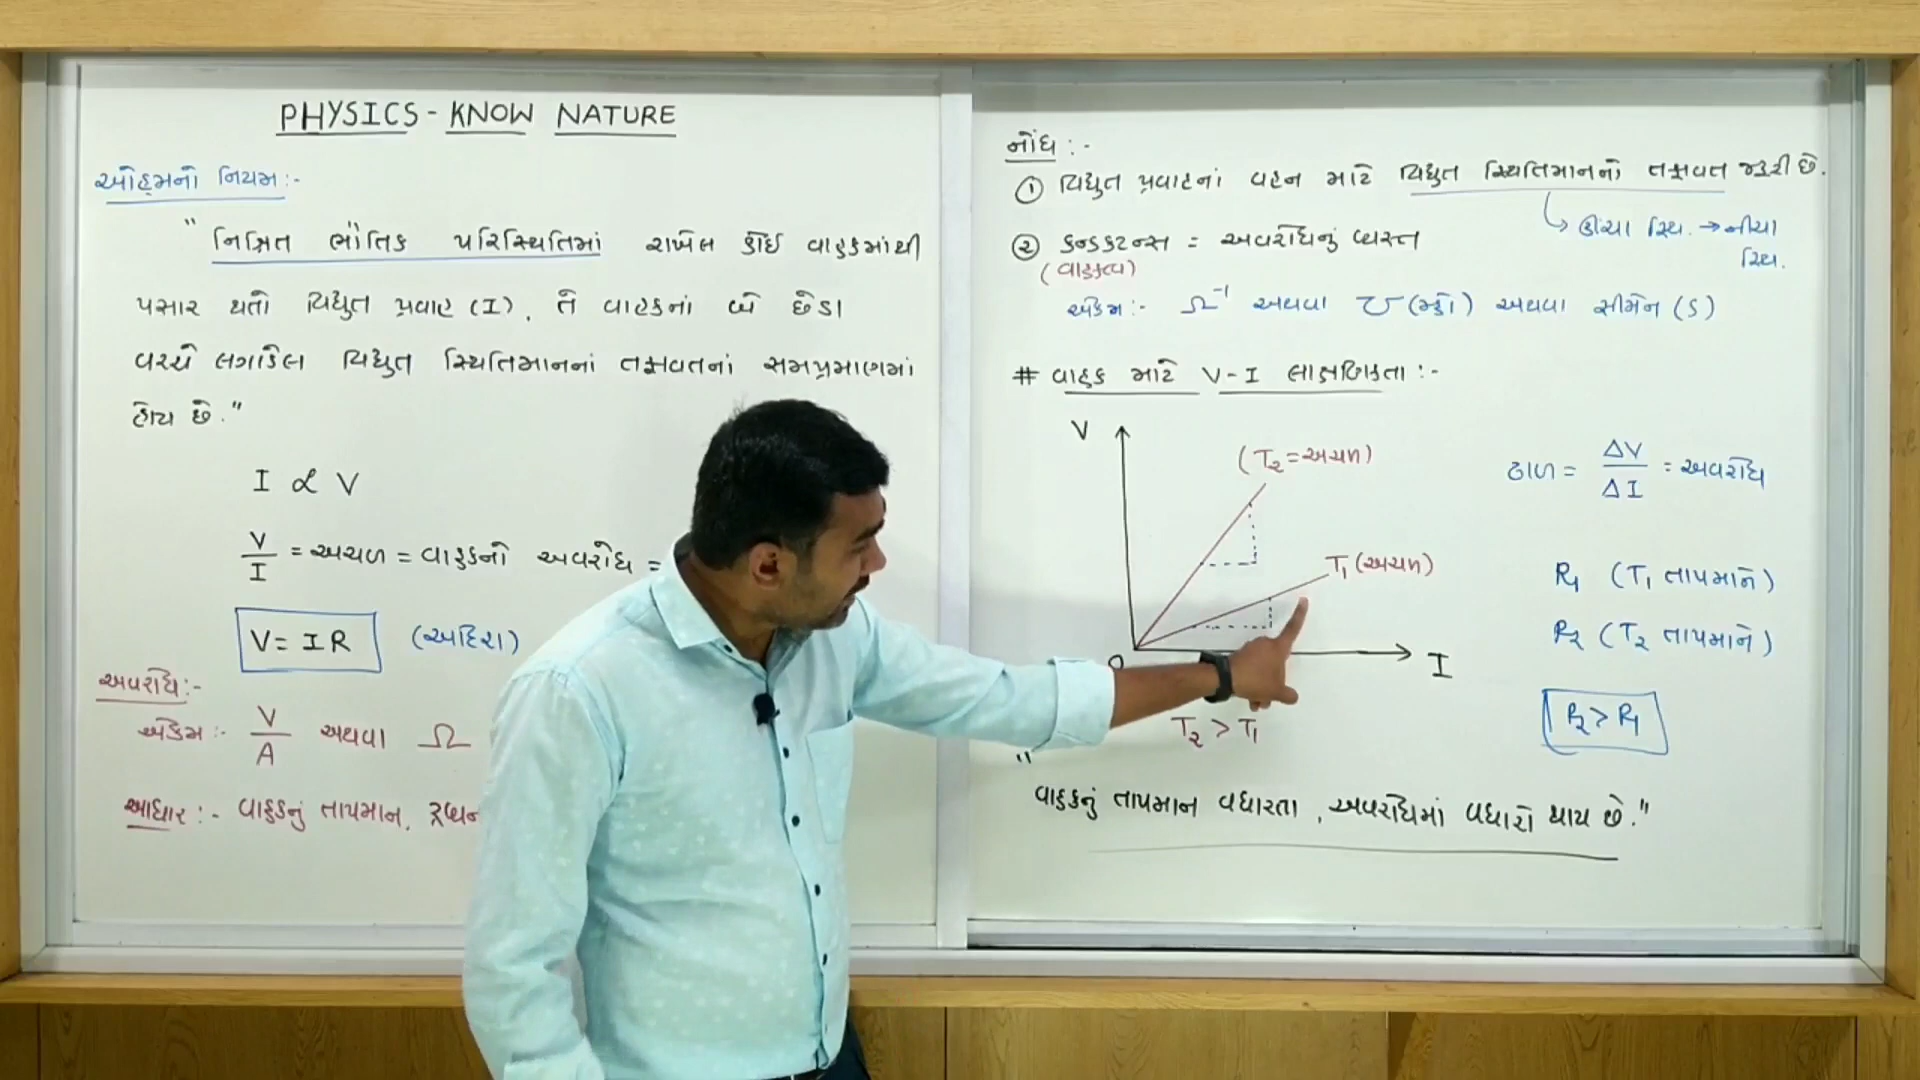 PHYSICS - KNOW NATURE
ઓહ્મનો નિયમ :-
" નિશ્ચિત ભૌતિક પરિસ્થિતિમાં રાખેલ કોઈ વાહકમાંથી
પસાર થતો વિદ્યુત પ્રવાહ (I), તે વાહકનાં બે છેડા
વચ્ચે લગાડેલ વિદ્યુત સ્થિતિમાનનાં તફાવતનાં સમપ્રમાણમાં
હોય છે."
I ∝ V
V/I = અચળ = વાહકનો અવરોધ =
V = IR (અદિશ)
અવરોધ :-
એકમ :- V/A અથવા Ω
આધાર :- વાહકનું તાપમાન,
નોંધ :-
① વિદ્યુત પ્રવાહનાં વહન માટે વિદ્યુત સ્થિતિમાનનો તફાવત જરૂરી છે.
↳ ઊંચા સ્થિ. → નીચા
સ્થિ.
② કન્ડક્ટન્સ = અવરોધનું વ્યસ્ત
(વાહકત્વ)
એકમ :- Ω⁻¹ અથવા ℧ (મ્હો) અથવા સીમેન (S)
# વાહક માટે V-I લાક્ષણિકતા :-
V
(T₂ = અચળ)
T₁ (અચળ)
O
I
T₂ > T₁
ઢાળ = ΔV/ΔI = અવરોધ
R₁ (T₁ તાપમાને)
R₂ (T₂ તાપમાને)
R₂ > R₁
" વાહકનું તાપમાન વધારતા, અવરોધમાં વધારો થાય છે."